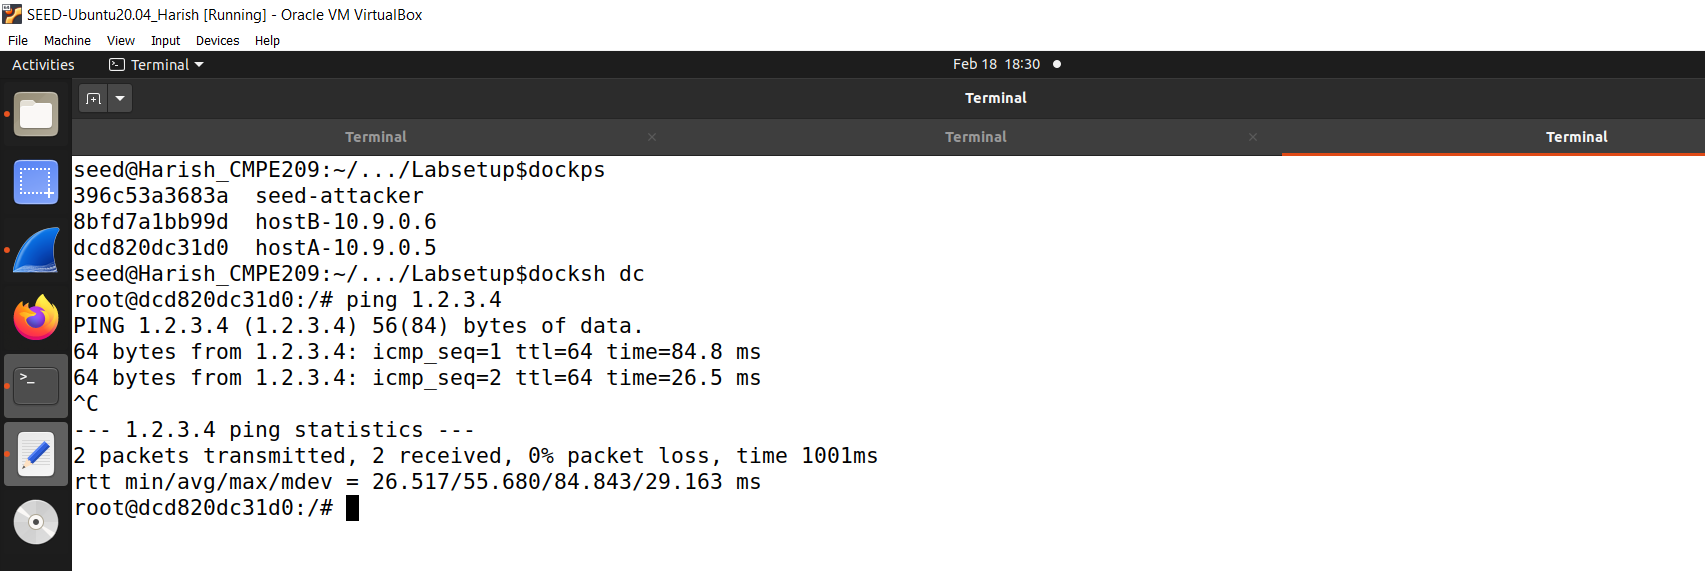 SEED-Ubuntu20.04_Harish [Running] - Oracle VM VirtualBox
File Machine View Input Devices Help
Activities Terminal Feb 18 18:30
Terminal
Terminal × Terminal × Terminal
seed@Harish_CMPE209:~/.../Labsetup$dockps
396c53a3683a  seed-attacker
8bfd7a1bb99d  hostB-10.9.0.6
dcd820dc31d0  hostA-10.9.0.5
seed@Harish_CMPE209:~/.../Labsetup$docksh dc
root@dcd820dc31d0:/# ping 1.2.3.4
PING 1.2.3.4 (1.2.3.4) 56(84) bytes of data.
64 bytes from 1.2.3.4: icmp_seq=1 ttl=64 time=84.8 ms
64 bytes from 1.2.3.4: icmp_seq=2 ttl=64 time=26.5 ms
^C
--- 1.2.3.4 ping statistics ---
2 packets transmitted, 2 received, 0% packet loss, time 1001ms
rtt min/avg/max/mdev = 26.517/55.680/84.843/29.163 ms
root@dcd820dc31d0:/#